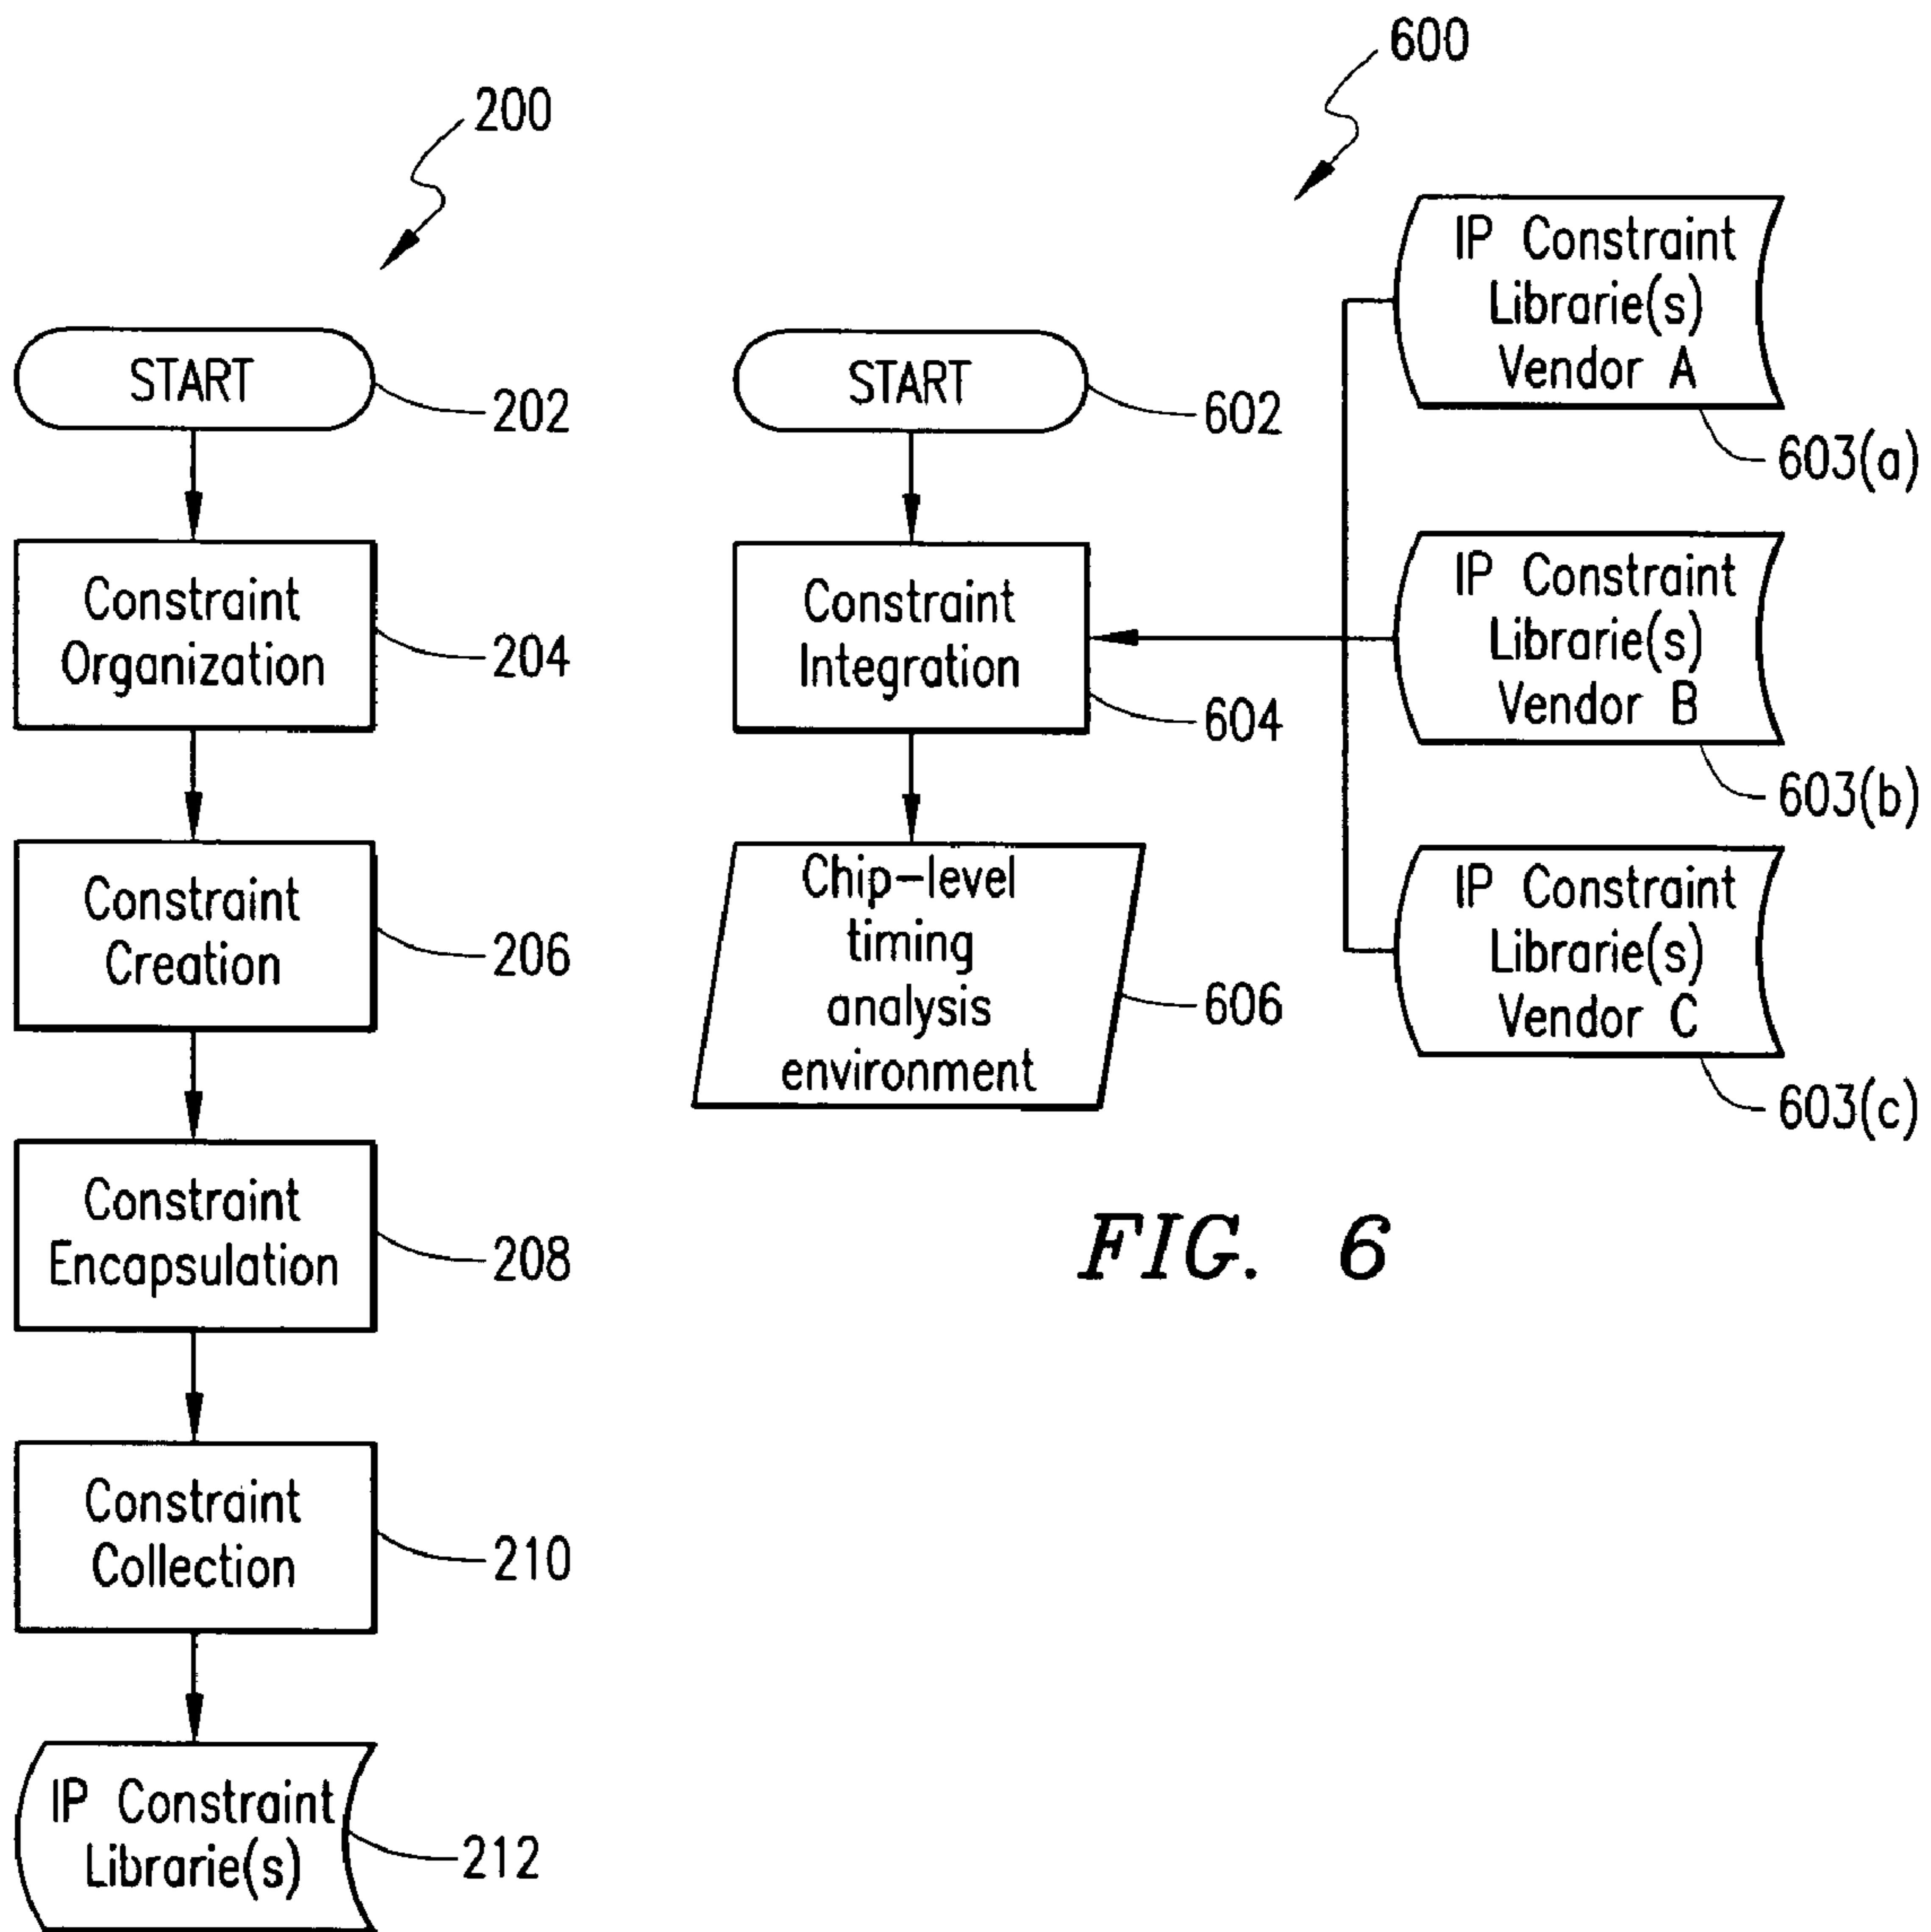 200
START
202
Constraint
Organization
204
Constraint
Creation
206
Constraint
Encapsulation
208
Constraint
Collection
210
IP Constraint
Librarie(s)
212
600
START
602
Constraint
Integration
604
Chip-level
timing
analysis
environment
606
IP Constraint
Librarie(s)
Vendor A
603(a)
IP Constraint
Librarie(s)
Vendor B
603(b)
IP Constraint
Librarie(s)
Vendor C
603(c)
FIG. 6